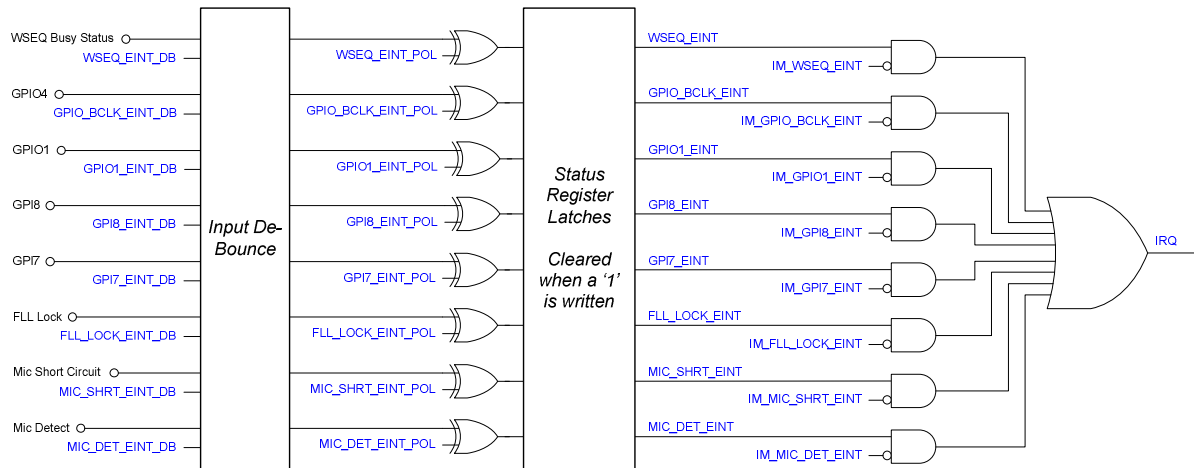 WSEQ Busy Status
WSEQ_EINT_DB
WSEQ_EINT_POL
WSEQ_EINT
IM_WSEQ_EINT
GPIO4
GPIO_BCLK_EINT_DB
GPIO_BCLK_EINT_POL
GPIO_BCLK_EINT
IM_GPIO_BCLK_EINT
GPIO1
GPIO1_EINT_DB
GPIO1_EINT_POL
GPIO1_EINT
IM_GPIO1_EINT
GPI8
GPI8_EINT_DB
GPI8_EINT_POL
GPI8_EINT
IM_GPI8_EINT
GPI7
GPI7_EINT_DB
GPI7_EINT_POL
GPI7_EINT
IM_GPI7_EINT
FLL Lock
FLL_LOCK_EINT_DB
FLL_LOCK_EINT_POL
FLL_LOCK_EINT
IM_FLL_LOCK_EINT
Mic Short Circuit
MIC_SHRT_EINT_DB
MIC_SHRT_EINT_POL
MIC_SHRT_EINT
IM_MIC_SHRT_EINT
Mic Detect
MIC_DET_EINT_DB
MIC_DET_EINT_POL
MIC_DET_EINT
IM_MIC_DET_EINT
Input De-
Bounce
Status
Register
Latches
Cleared
when a ‘1’
is written
IRQ